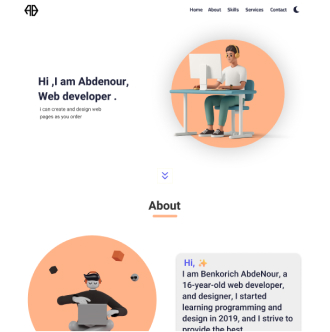 AB
Home About Skills Services Contact
Hi ,I am Abdenour,
Web developer .
i can create and design web
pages as you order
About
Hi, ✨
I am Benkorich AbdeNour, a
16-year-old web developer,
and designer, I started
learning programming and
design in 2019, and I strive to
provide the best